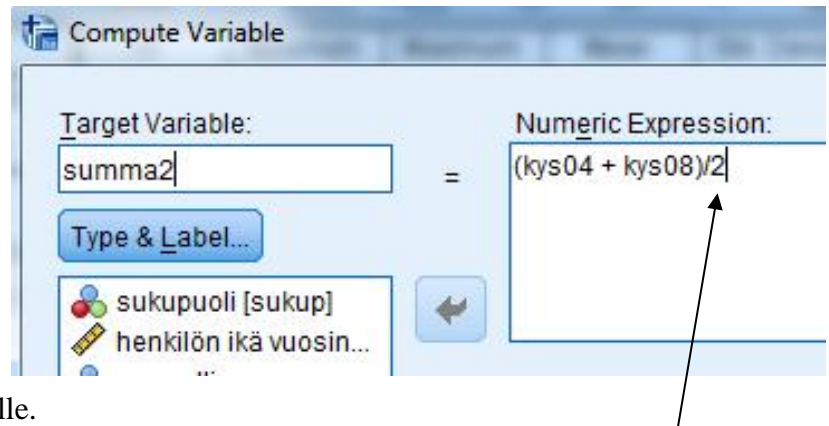 Compute Variable
Target Variable:
Numeric Expression:
summa2
=
(kys04 + kys08)/2
Type & Label...
sukupuoli [sukup]
henkilön ikä vuosin...
lle.